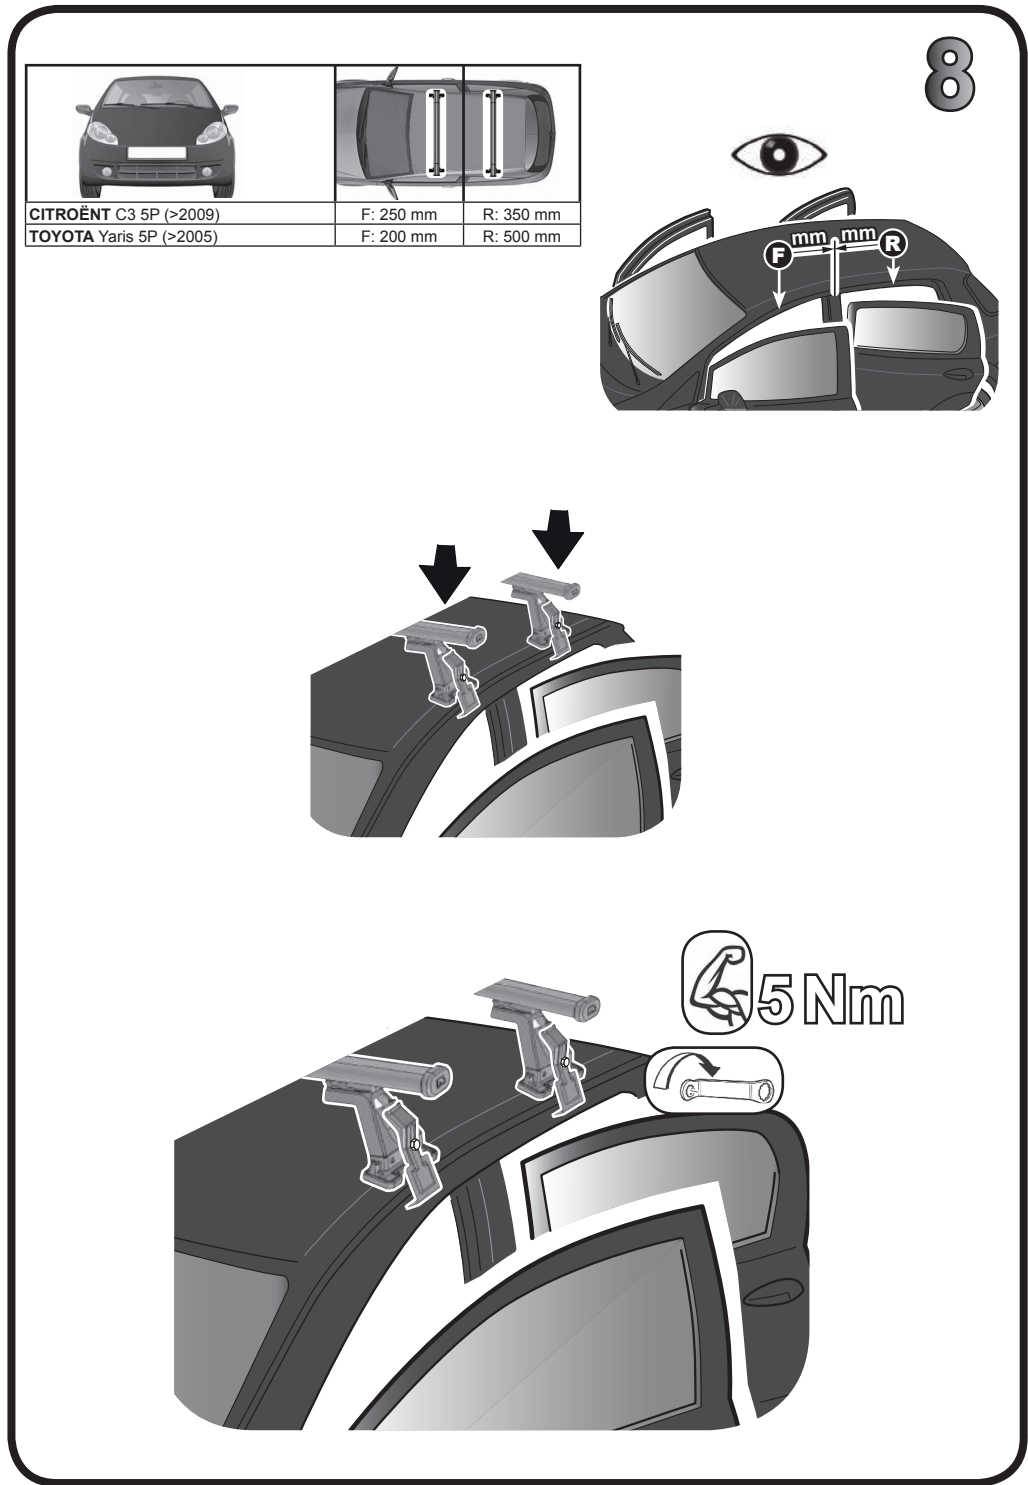 8
CITROËNT C3 5P (>2009) F: 250 mm R: 350 mm
TOYOTA Yaris 5P (>2005) F: 200 mm R: 500 mm
F mm mm R
5 Nm